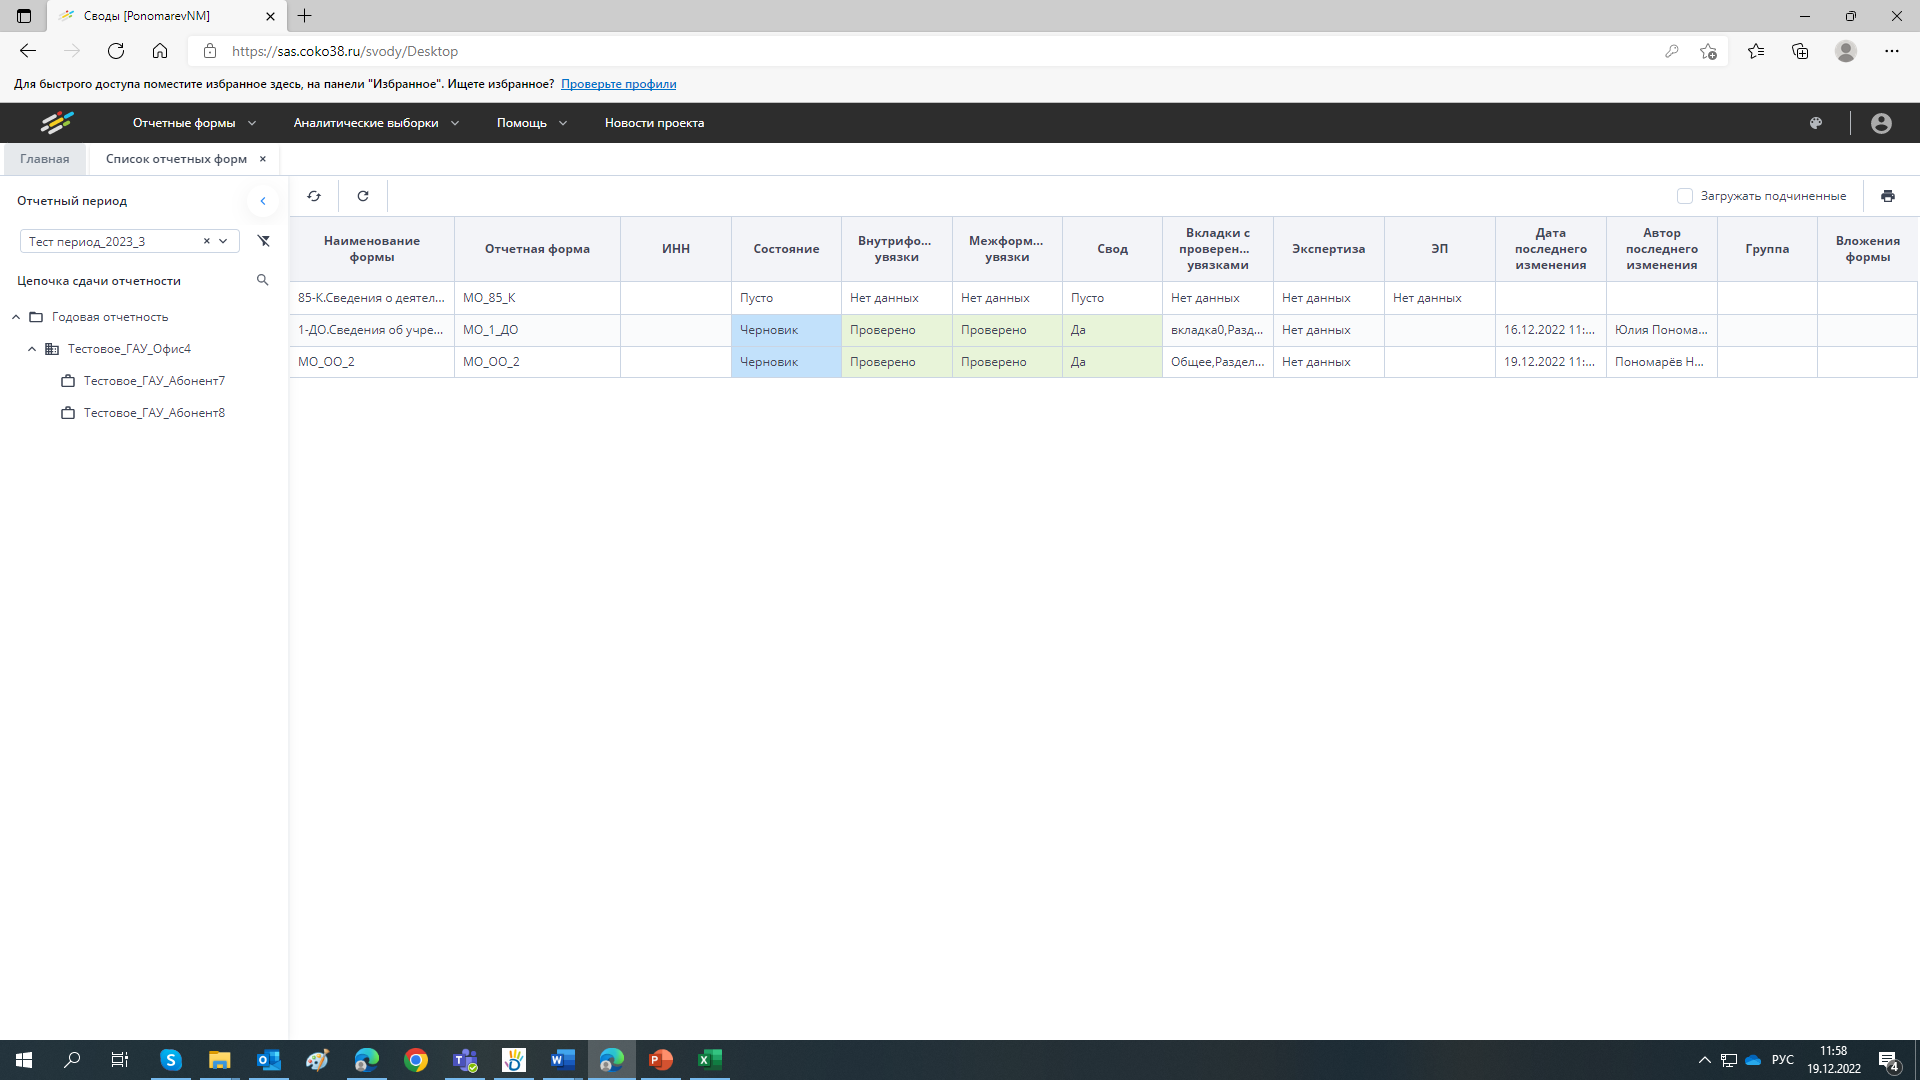 Своды [PonomarevNM]
https://sas.coko38.ru/svody/Desktop
Для быстрого доступа поместите избранное здесь, на панели "Избранное". Ищете избранное? Проверьте профили
Отчетные формы Аналитические выборки Помощь Новости проекта
Главная Список отчетных форм
Отчетный период
Загружать подчиненные
Тест период_2023_3
Цепочка сдачи отчетности
Годовая отчетность
Тестовое_ГАУ_Офис4
Тестовое_ГАУ_Абонент7
Тестовое_ГАУ_Абонент8
Наименование формы Отчетная форма ИНН Состояние Внутрифо... увязки Межформ... увязки Свод Вкладки с проверен... увязками Экспертиза ЭП Дата последнего изменения Автор последнего изменения Группа Вложения формы
85-К.Сведения о деятел... МО_85_К Пусто Нет данных Нет данных Пусто Нет данных Нет данных Нет данных
1-ДО.Сведения об учре... МО_1_ДО Черновик Проверено Проверено Да вкладка0,Разд... Нет данных 16.12.2022 11:... Юлия Понома...
МО_ОО_2 МО_ОО_2 Черновик Проверено Проверено Да Общее,Раздел... Нет данных 19.12.2022 11:... Пономарёв Н...
РУС
11:58
19.12.2022
4